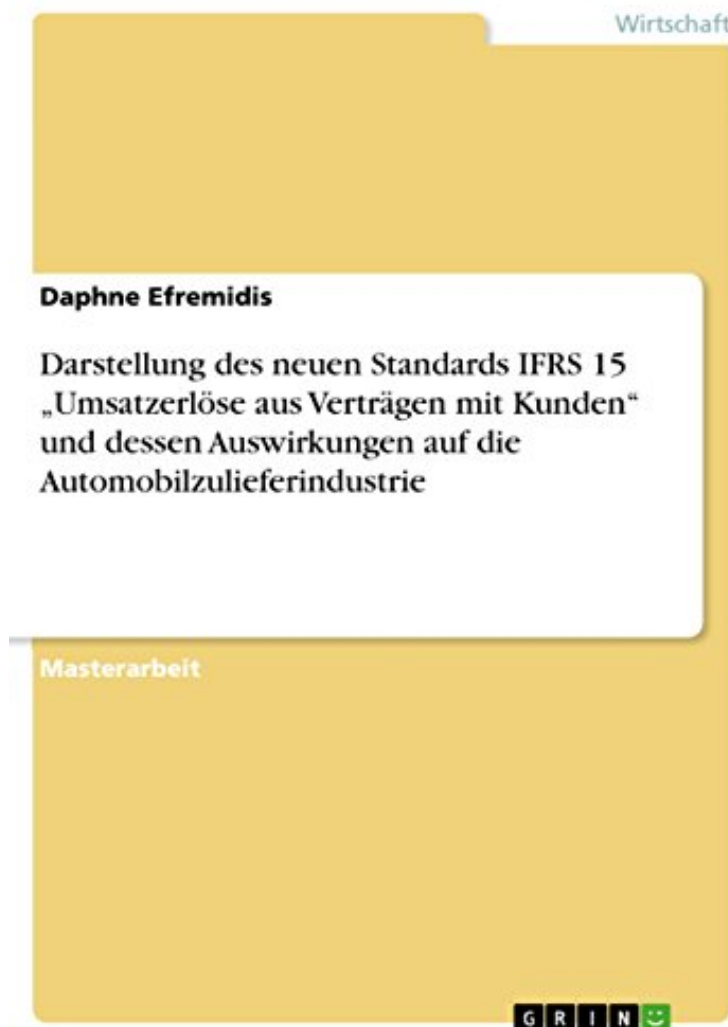 Wirtschaft
Daphne Efremidis
Darstellung des neuen Standards IFRS 15
„Umsatzerlöse aus Verträgen mit Kunden“
und dessen Auswirkungen auf die
Automobilzulieferindustrie
Masterarbeit
GRIN